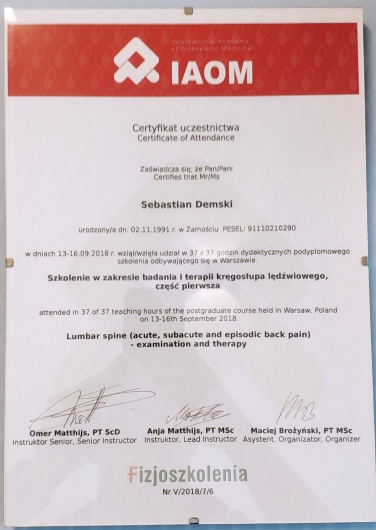 International Academy
of Orthopedic Medicine
IAOM
Certyfikat uczestnictwa
Certificate of Attendance
Zaświadcza się, że Pan/Pani
Certifies that Mr/Ms
Sebastian Demski
urodzony/a dn. 02.11.1991 r. w Zamościu PESEL: 91110210290
w dniach 13-16.09.2018 r. wziął/wzięła udział w 37 z 37 godzin dydaktycznych podyplomowego
szkolenia odbywającego się w Warszawie.
Szkolenie w zakresie badania i terapii kręgosłupa lędźwiowego,
część pierwsza
attended in 37 of 37 teaching hours of the postgraduate course held in Warsaw, Poland
on 13-16th September 2018.
Lumbar spine (acute, subacute and episodic back pain)
- examination and therapy
Omer Matthijs, PT ScD
Instruktor Senior, Senior Instructor
Anja Matthijs, PT MSc
Instruktor, Lead Instructor
Maciej Brożyński, PT MSc
Asystent, Organizator, Organizer
Fizjoszkolenia
Nr V/2018/7/6